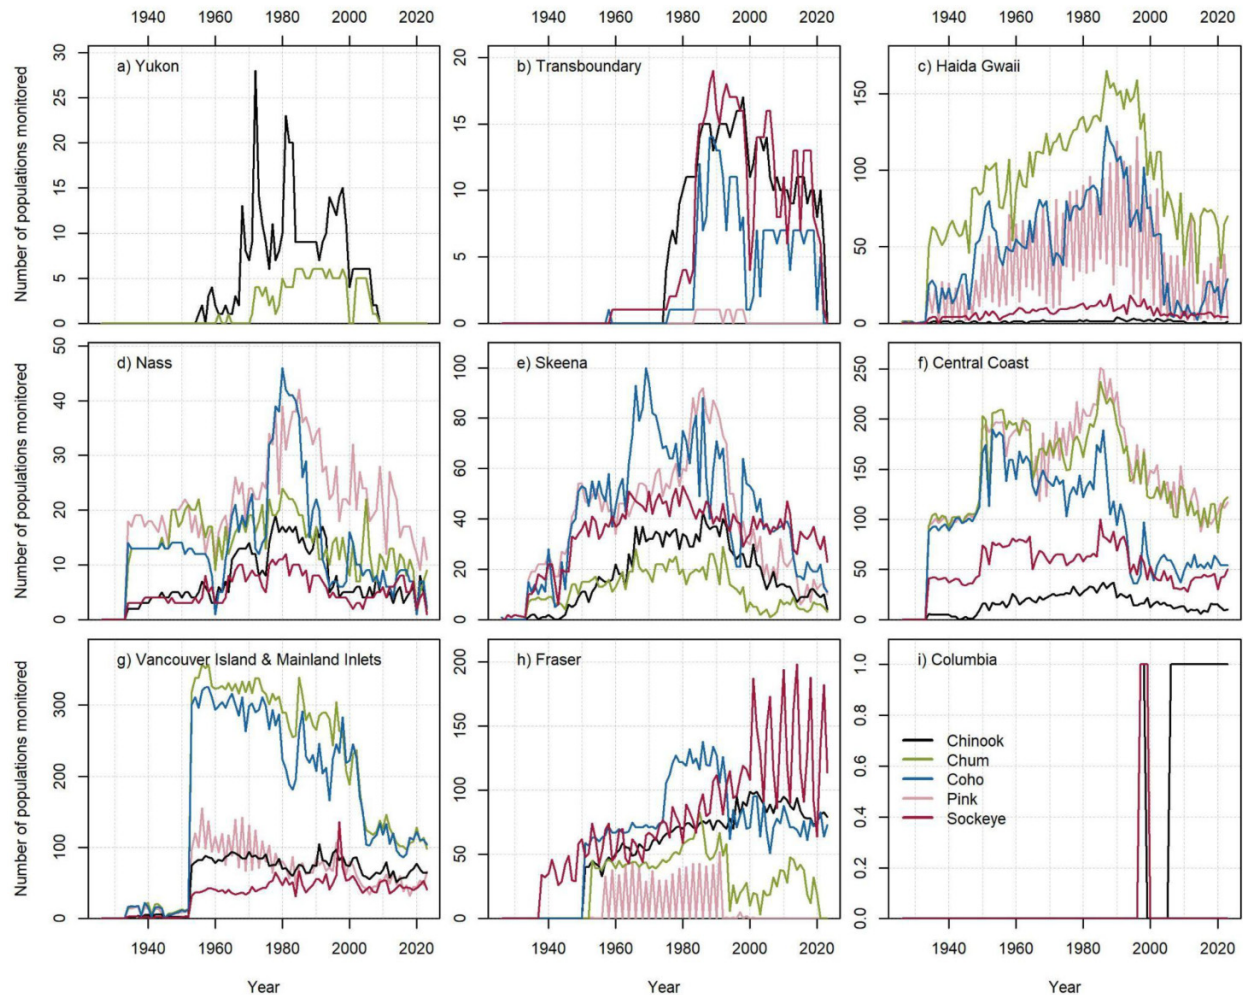 1940 1960 1980 2000 2020 1940 1960 1980 2000 2020 1940 1960 1980 2000 2020
a) Yukon
b) Transboundary
c) Haida Gwaii
Number of populations monitored
30
25
20
15
10
5
0
20
15
10
5
0
150
100
50
0
d) Nass
e) Skeena
f) Central Coast
Number of populations monitored
50
40
30
20
10
0
100
80
60
40
20
0
250
200
150
100
50
0
g) Vancouver Island & Mainland Inlets
h) Fraser
i) Columbia
Number of populations monitored
300
200
100
0
200
150
100
50
0
1.0
0.8
0.6
0.4
0.2
0.0
Chinook
Chum
Coho
Pink
Sockeye
1940 1960 1980 2000 2020 1940 1960 1980 2000 2020 1940 1960 1980 2000 2020
Year Year Year